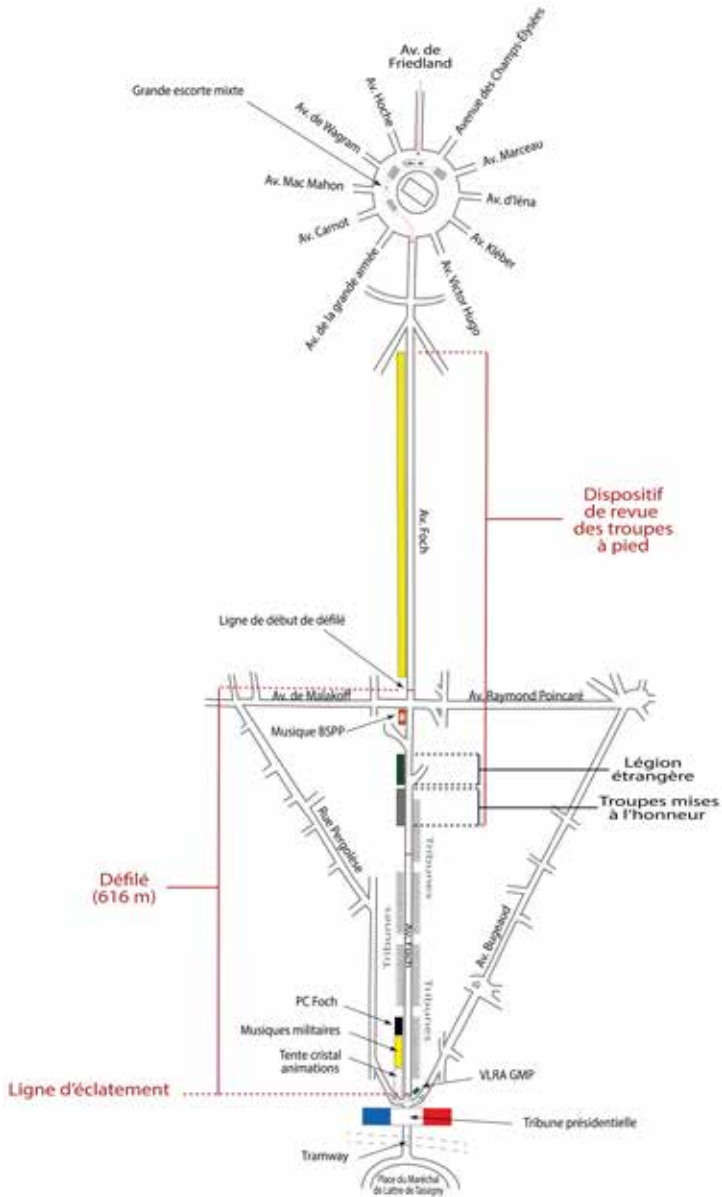 Av. de
Friedland
Grande escorte mixte
Av. Hoche
Avenue des Champs-Élysées
Av. de Wagram
Av. Marceau
Av. Mac Mahon
Av. d'Iéna
Av. Carnot
Av. Kléber
Av. de la grande armée
Av. Victor Hugo
Av. Foch
Dispositif
de revue
des troupes
à pied
Ligne de début de défilé
Av. de Malakoff
Av. Raymond Poincaré
Musique BSPP
Légion
étrangère
Troupes mises
à l'honneur
Rue Pergolèse
Tribunes
Défilé
(616 m)
Tribunes
Av. Foch
Av. Bugeaud
Tribunes
PC Foch
Musiques militaires
Tente cristal
animations
VLRA GMP
Ligne d'éclatement
Tribune présidentielle
Tramway
Place du Maréchal
de Lattre de Tassigny